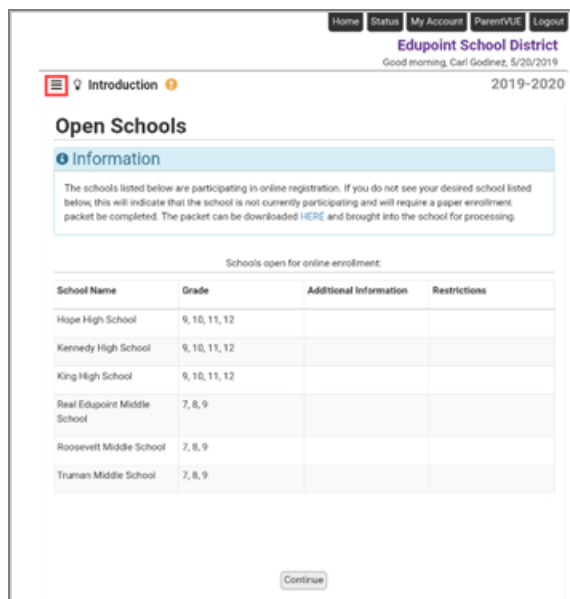 Home Status My Account ParentVUE Logout
Edupoint School District
Good morning, Carl Godinez, 5/20/2019
Introduction
2019-2020
Open Schools
Information
The schools listed below are participating in online registration. If you do not see your desired school listed
below, this will indicate that the school is not currently participating and will require a paper enrollment
packet be completed. The packet can be downloaded HERE and brought into the school for processing.
Schools open for online enrollment:
School Name Grade Additional Information Restrictions
Hope High School 9, 10, 11, 12
Kennedy High School 9, 10, 11, 12
King High School 9, 10, 11, 12
Real Edupoint Middle 7, 8, 9
School
Roosevelt Middle School 7, 8, 9
Truman Middle School 7, 8, 9
Continue